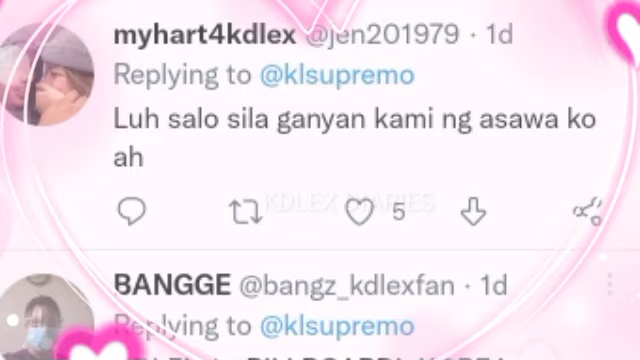 myhart4kdlex @jen201979 · 1d
Replying to @klsupremo
Luh salo sila ganyan kami ng asawa ko
ah
KDLEX DIARIES
5
BANGGE @bangz_kdlexfan · 1d
Replying to @klsupremo